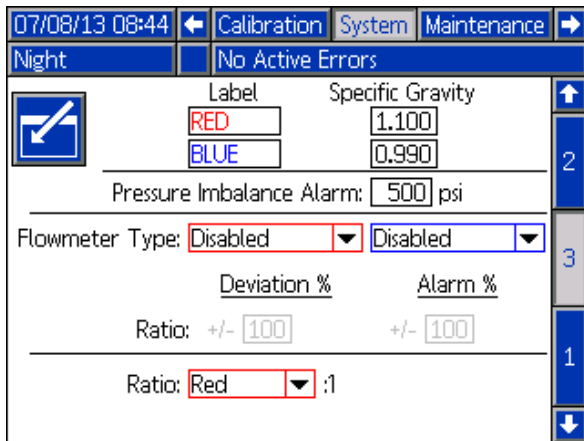 07/08/13 08:44 Calibration System Maintenance
Night No Active Errors
Label Specific Gravity
RED 1.100
BLUE 0.990
2
Pressure Imbalance Alarm: 500 psi
Flowmeter Type: Disabled Disabled
3
Deviation % Alarm %
Ratio: +/- 100 +/- 100
1
Ratio: Red :1